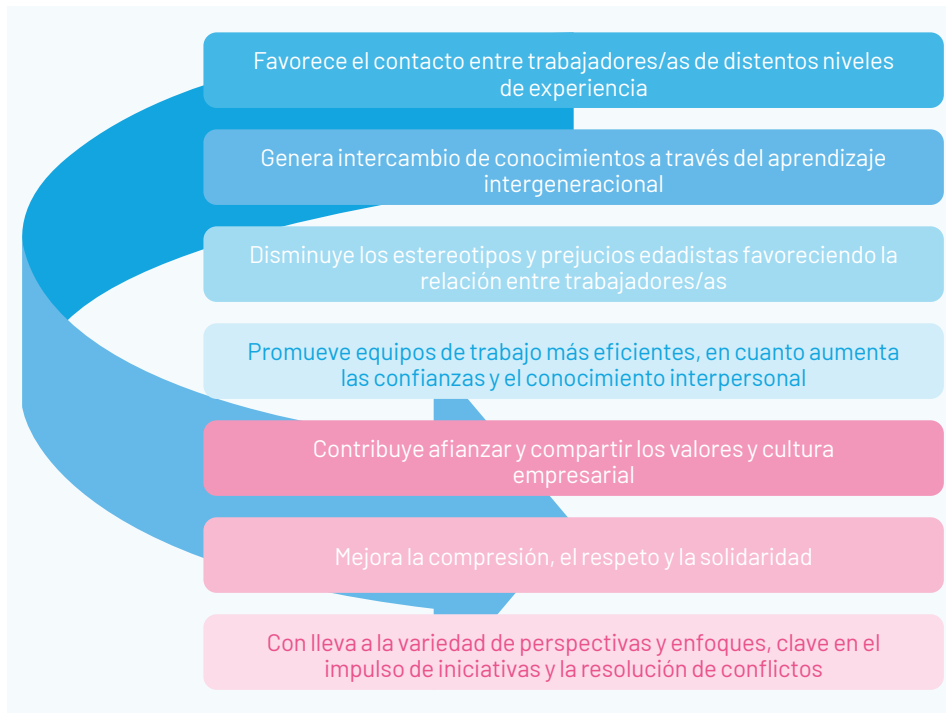 Favorece el contacto entre trabajadores/as de distentos niveles
de experiencia
Genera intercambio de conocimientos a través del aprendizaje
intergeneracional
Disminuye los estereotipos y prejucios edadistas favoreciendo la
relación entre trabajadores/as
Promueve equipos de trabajo más eficientes, en cuanto aumenta
las confianzas y el conocimiento interpersonal
Contribuye afianzar y compartir los valores y cultura
empresarial
Mejora la compresión, el respeto y la solidaridad
Con lleva a la variedad de perspectivas y enfoques, clave en el
impulso de iniciativas y la resolución de conflictos